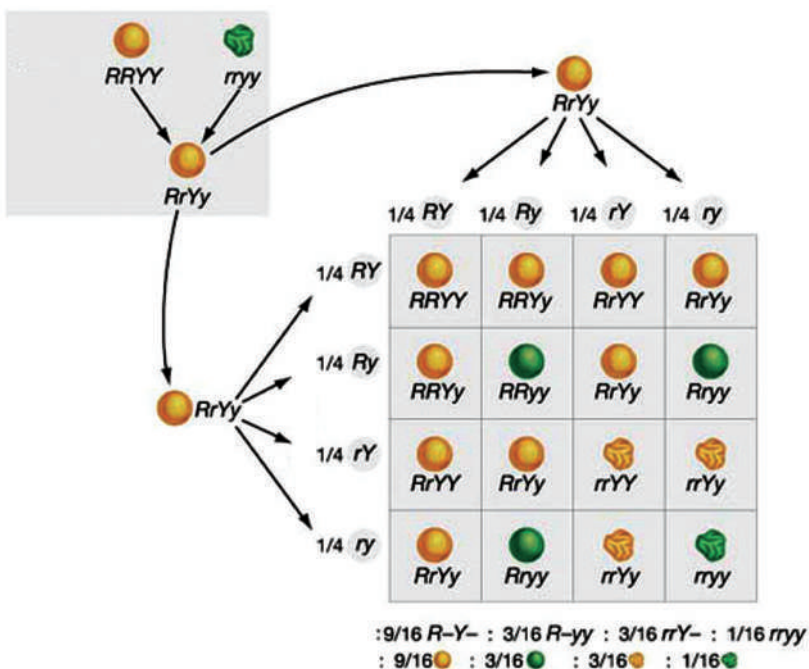 RRYY rryy
RrYy
RrYy
1/4 RY 1/4 Ry 1/4 rY 1/4 ry
1/4 RY
RRYY RRYy RrYY RrYy
1/4 Ry
RRYy RRyy RrYy Rryy
RrYy
1/4 rY
RrYY RrYy rrYY rrYy
1/4 ry
RrYy Rryy rrYy rryy
:9/16 R–Y– : 3/16 R–yy : 3/16 rrY– : 1/16 rryy
: 9/16 : 3/16 : 3/16 : 1/16